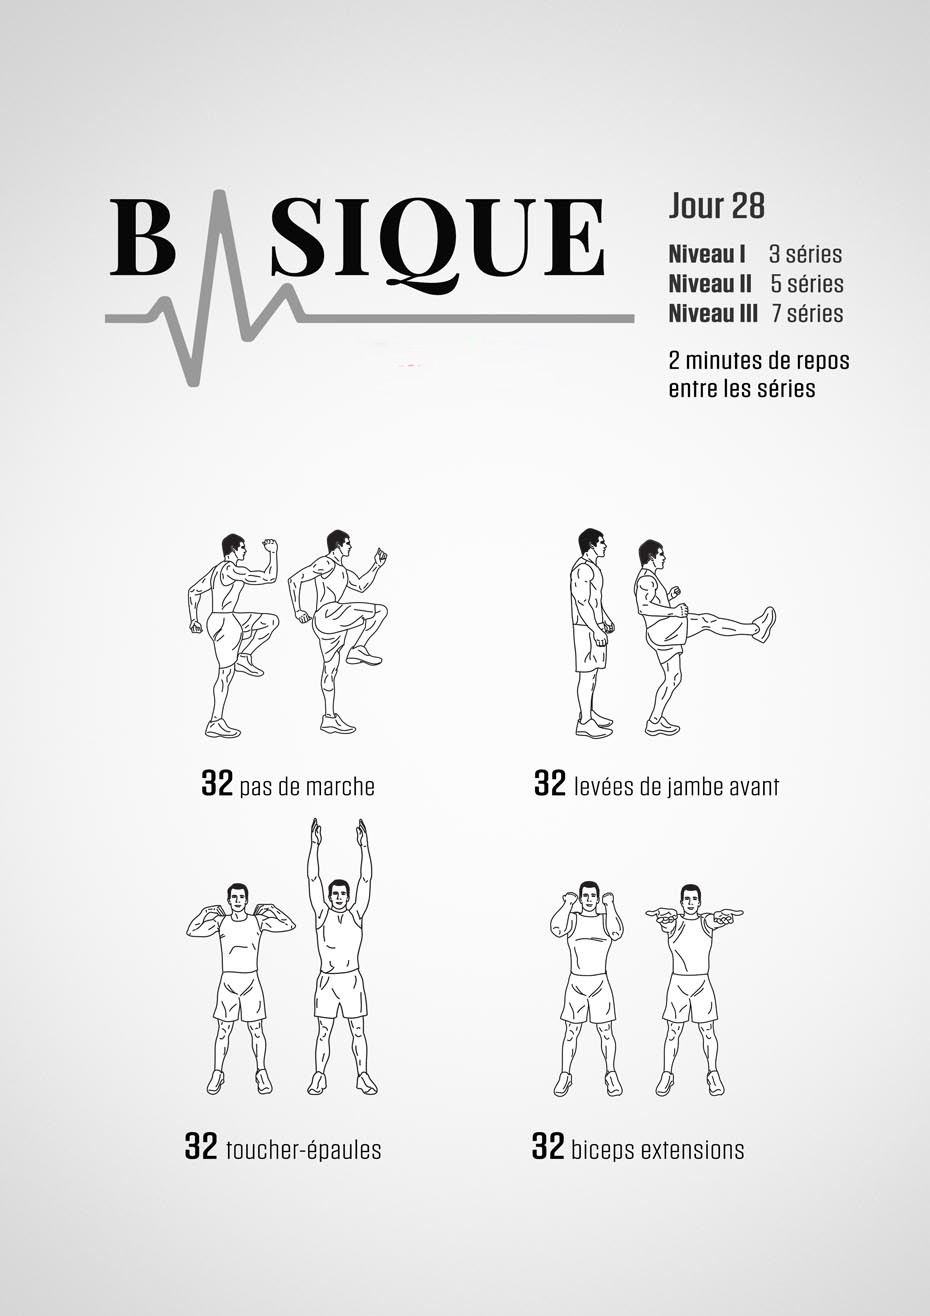 BASIQUE
Jour 28
Niveau I 3 séries
Niveau II 5 séries
Niveau III 7 séries
2 minutes de repos
entre les séries
32 pas de marche
32 levées de jambe avant
32 toucher-épaules
32 biceps extensions